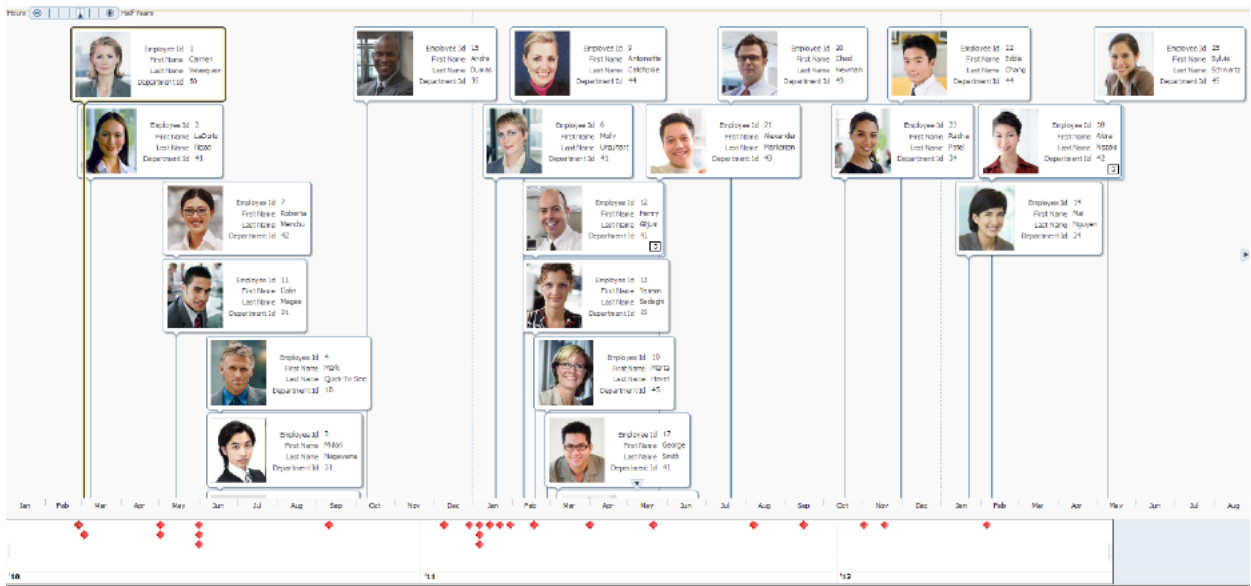 Hours
Half Years
Employee Id 1
First Name Carmen
Last Name Velasquez
Department Id 50
Employee Id 15
First Name Andre
Last Name Dumas
Department Id 35
Employee Id 9
First Name Antoinette
Last Name Catchpole
Department Id 44
Employee Id 20
First Name Chad
Last Name Newman
Department Id 43
Employee Id 22
First Name Eddie
Last Name Chang
Department Id 44
Employee Id 25
First Name Sylvie
Last Name Schwartz
Department Id 45
Employee Id 2
First Name LaDoris
Last Name Ngao
Department Id 41
Employee Id 6
First Name Molly
Last Name Urquhart
Department Id 41
Employee Id 21
First Name Alexander
Last Name Markarian
Department Id 43
Employee Id 23
First Name Radha
Last Name Patel
Department Id 34
Employee Id 38
First Name Akira
Last Name Nozaki
Department Id 42
Employee Id 7
First Name Roberta
Last Name Menchu
Department Id 42
Employee Id 12
First Name Henry
Last Name Giljum
Department Id 41
Employee Id 14
First Name Mai
Last Name Nguyen
Department Id 34
Employee Id 11
First Name Colin
Last Name Magee
Department Id 31
Employee Id 13
First Name Yasmin
Last Name Sedeghi
Department Id
Employee Id 4
First Name Mark
Last Name Quick-To-See
Department Id 10
Employee Id 10
First Name Marta
Last Name Havel
Department Id 45
Employee Id 3
First Name Midori
Last Name Nagayama
Department Id 31
Employee Id 17
First Name George
Last Name Smith
Department Id 41
Jan Feb Mar Apr May Jun Jul Aug Sep Oct Nov Dec Jan Feb Mar Apr May Jun Jul Aug Sep Oct Nov Dec Jan Feb Mar Apr May Jun Jul Aug
'10 '11 '12